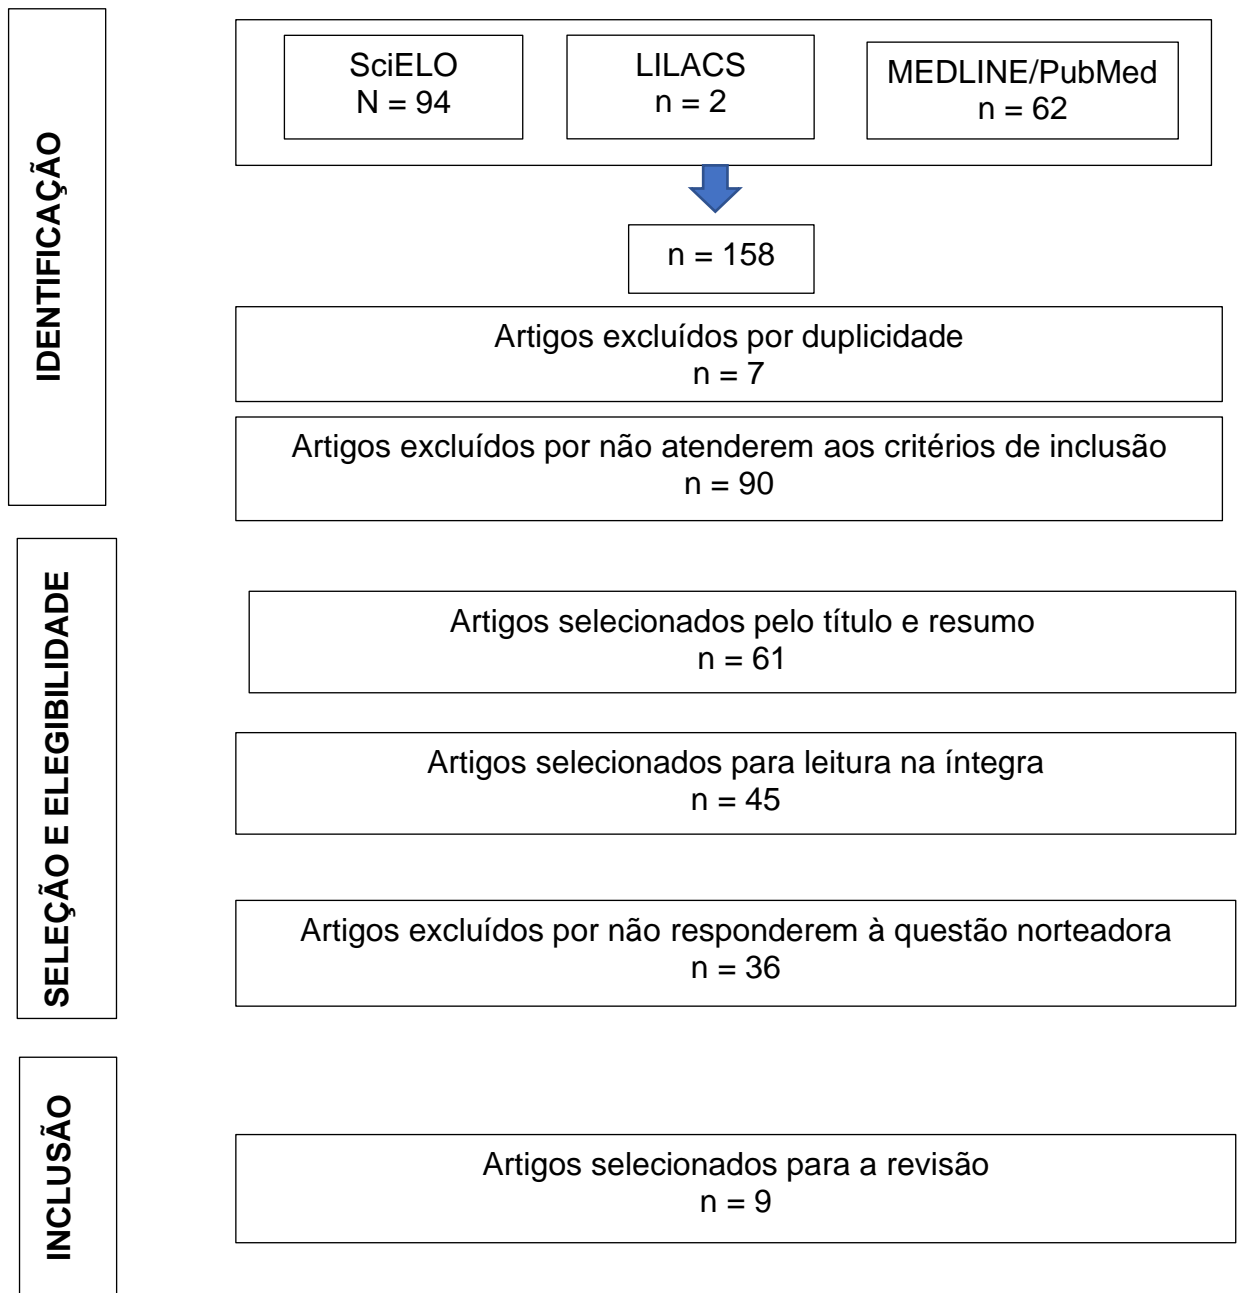 IDENTIFICAÇÃO
SciELO
N = 94
LILACS
n = 2
MEDLINE/PubMed
n = 62
n = 158
Artigos excluídos por duplicidade
n = 7
Artigos excluídos por não atenderem aos critérios de inclusão
n = 90
SELEÇÃO E ELEGIBILIDADE
Artigos selecionados pelo título e resumo
n = 61
Artigos selecionados para leitura na íntegra
n = 45
Artigos excluídos por não responderem à questão norteadora
n = 36
INCLUSÃO
Artigos selecionados para a revisão
n = 9